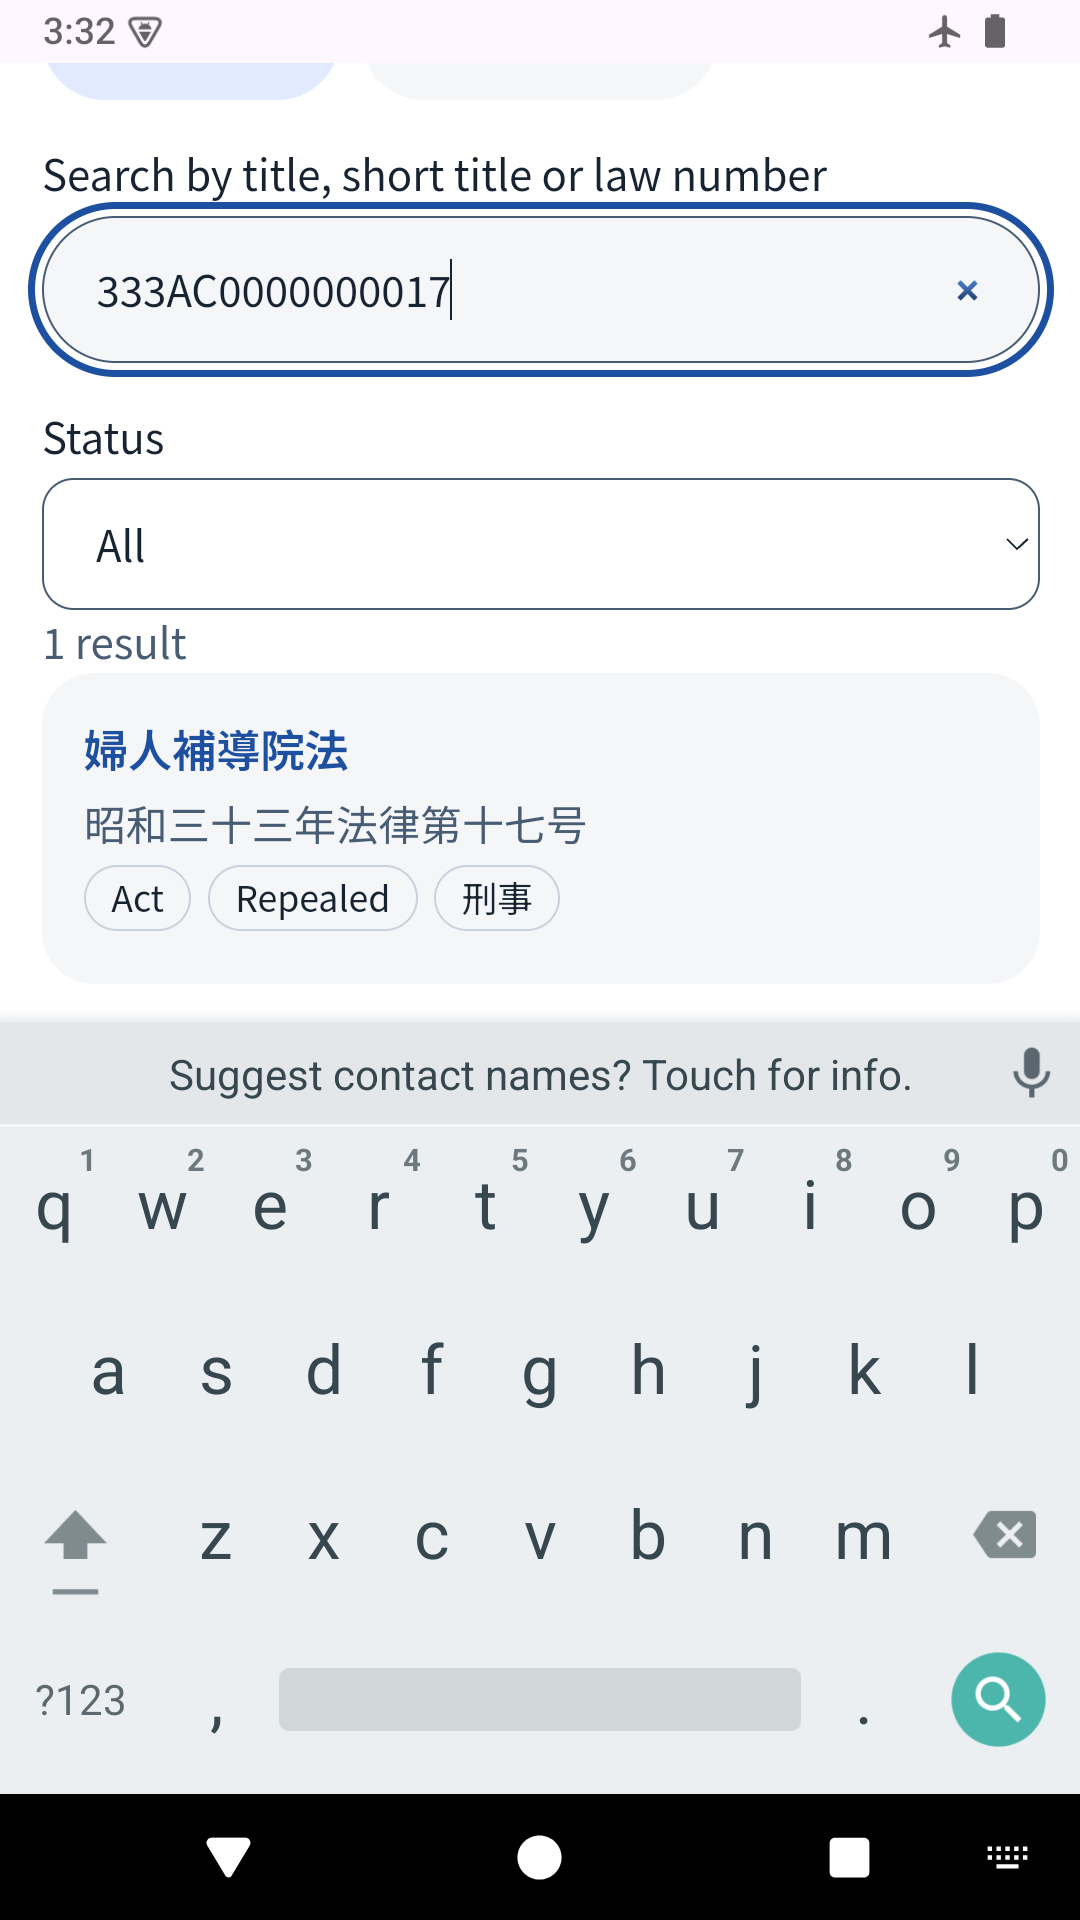 3:32
Search by title, short title or law number
333AC0000000017
×
Status
All
1 result
婦人補導院法
昭和三十三年法律第十七号
Act Repealed 刑事
Suggest contact names? Touch for info.
1 2 3 4 5 6 7 8 9 0
q w e r t y u i o p
a s d f g h j k l
z x c v b n m
?123 , .